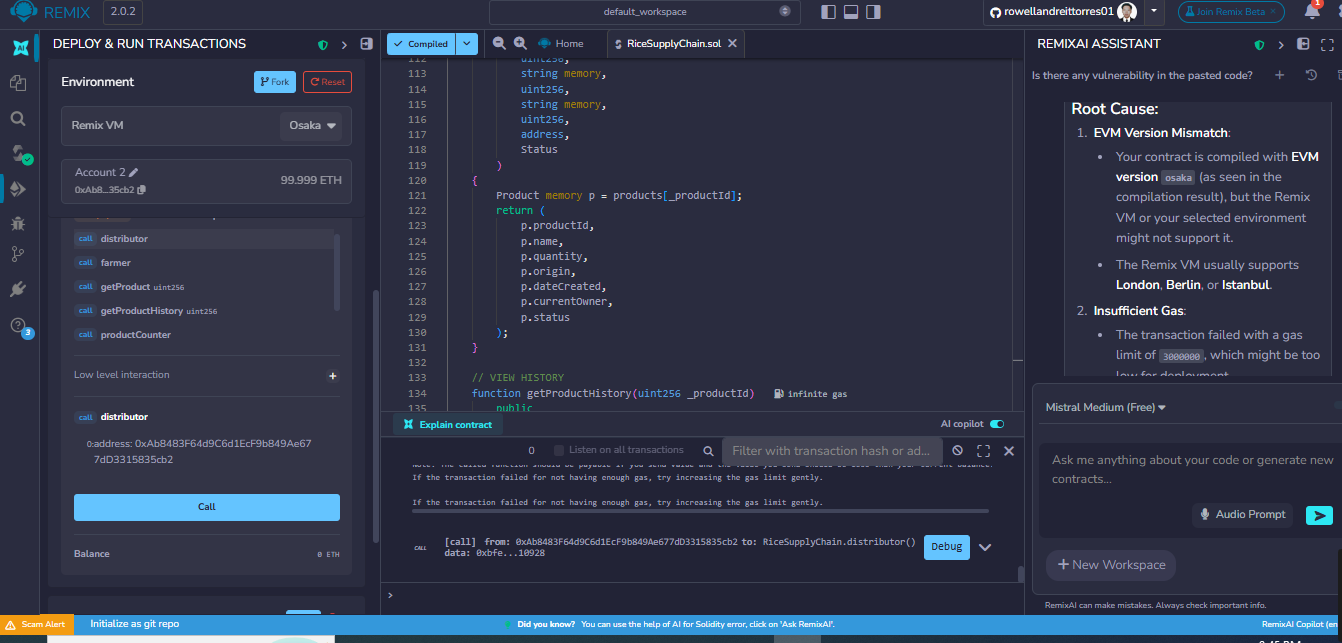 REMIX 2.0.2
default_workspace
rowellandreittorres01
Join Remix Beta
1
DEPLOY & RUN TRANSACTIONS
Environment
Fork
Reset
Remix VM
Osaka
Account 2
0xAb8...35cb2
99.999 ETH
call distributor
call farmer
call getProduct uint256
call getProductHistory uint256
call productCounter
Low level interaction
call distributor
0:address: 0xAb8483F64d9C6d1EcF9b849Ae67
7dD3315835cb2
Call
Balance
0 ETH
3
Compiled
Home
RiceSupplyChain.sol
112 uint256,
113 string memory,
114 uint256,
115 string memory,
116 uint256,
117 address,
118 Status
119 )
120 {
121 Product memory p = products[_productId];
122 return (
123 p.productId,
124 p.name,
125 p.quantity,
126 p.origin,
127 p.dateCreated,
128 p.currentOwner,
129 p.status
130 );
131 }
132
133 // VIEW HISTORY
134 function getProductHistory(uint256 _productId) infinite gas
135 public
Explain contract
AI copilot
0
Listen on all transactions
Filter with transaction hash or ad...
If the transaction failed for not having enough gas, try increasing the gas limit gently.
If the transaction failed for not having enough gas, try increasing the gas limit gently.
CALL
[call] from: 0xAb8483F64d9C6d1EcF9b849Ae677dD3315835cb2 to: RiceSupplyChain.distributor()
data: 0xbfe...10928
Debug
>
REMIXAI ASSISTANT
Is there any vulnerability in the pasted code?
Root Cause:
1. EVM Version Mismatch:
• Your contract is compiled with EVM
version osaka (as seen in the
compilation result), but the Remix
VM or your selected environment
might not support it.
• The Remix VM usually supports
London, Berlin, or Istanbul.
2. Insufficient Gas:
• The transaction failed with a gas
limit of 3000000, which might be too
low for deployment.
Mistral Medium (Free)
Ask me anything about your code or generate new
contracts...
Audio Prompt
+ New Workspace
RemixAI can make mistakes. Always check important info.
Scam Alert
Initialize as git repo
Did you know? You can use the help of AI for Solidity error, click on 'Ask RemixAI'.
RemixAI Copilot (en